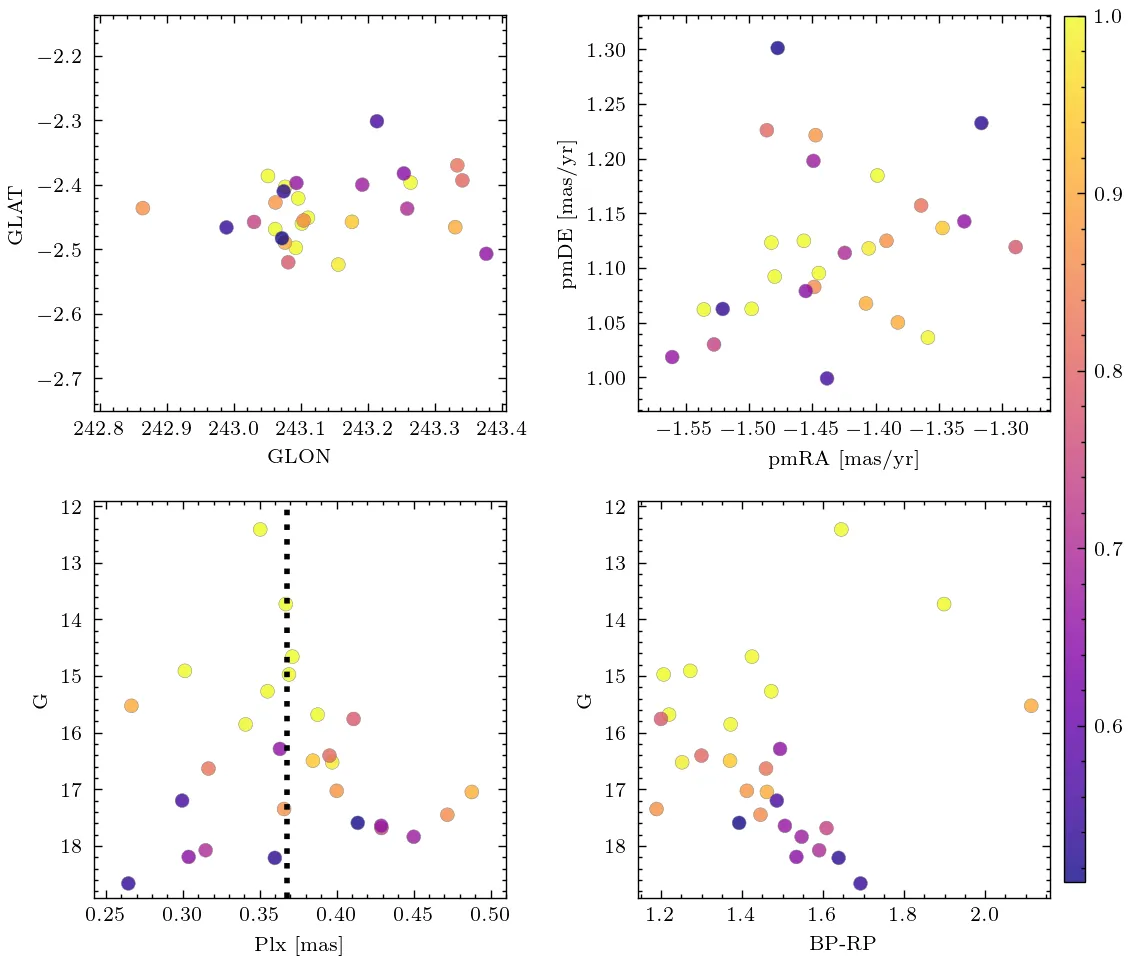 −2.2
−2.3
−2.4
−2.5
−2.6
−2.7
GLAT
242.8 242.9 243.0 243.1 243.2 243.3 243.4
GLON
1.30
1.25
1.20
1.15
1.10
1.05
1.00
pmDE [mas/yr]
−1.55 −1.50 −1.45 −1.40 −1.35 −1.30
pmRA [mas/yr]
1.0
0.9
0.8
0.7
0.6
12
13
14
15
16
17
18
G
0.25 0.30 0.35 0.40 0.45 0.50
Plx [mas]
12
13
14
15
16
17
18
G
1.2 1.4 1.6 1.8 2.0
BP-RP